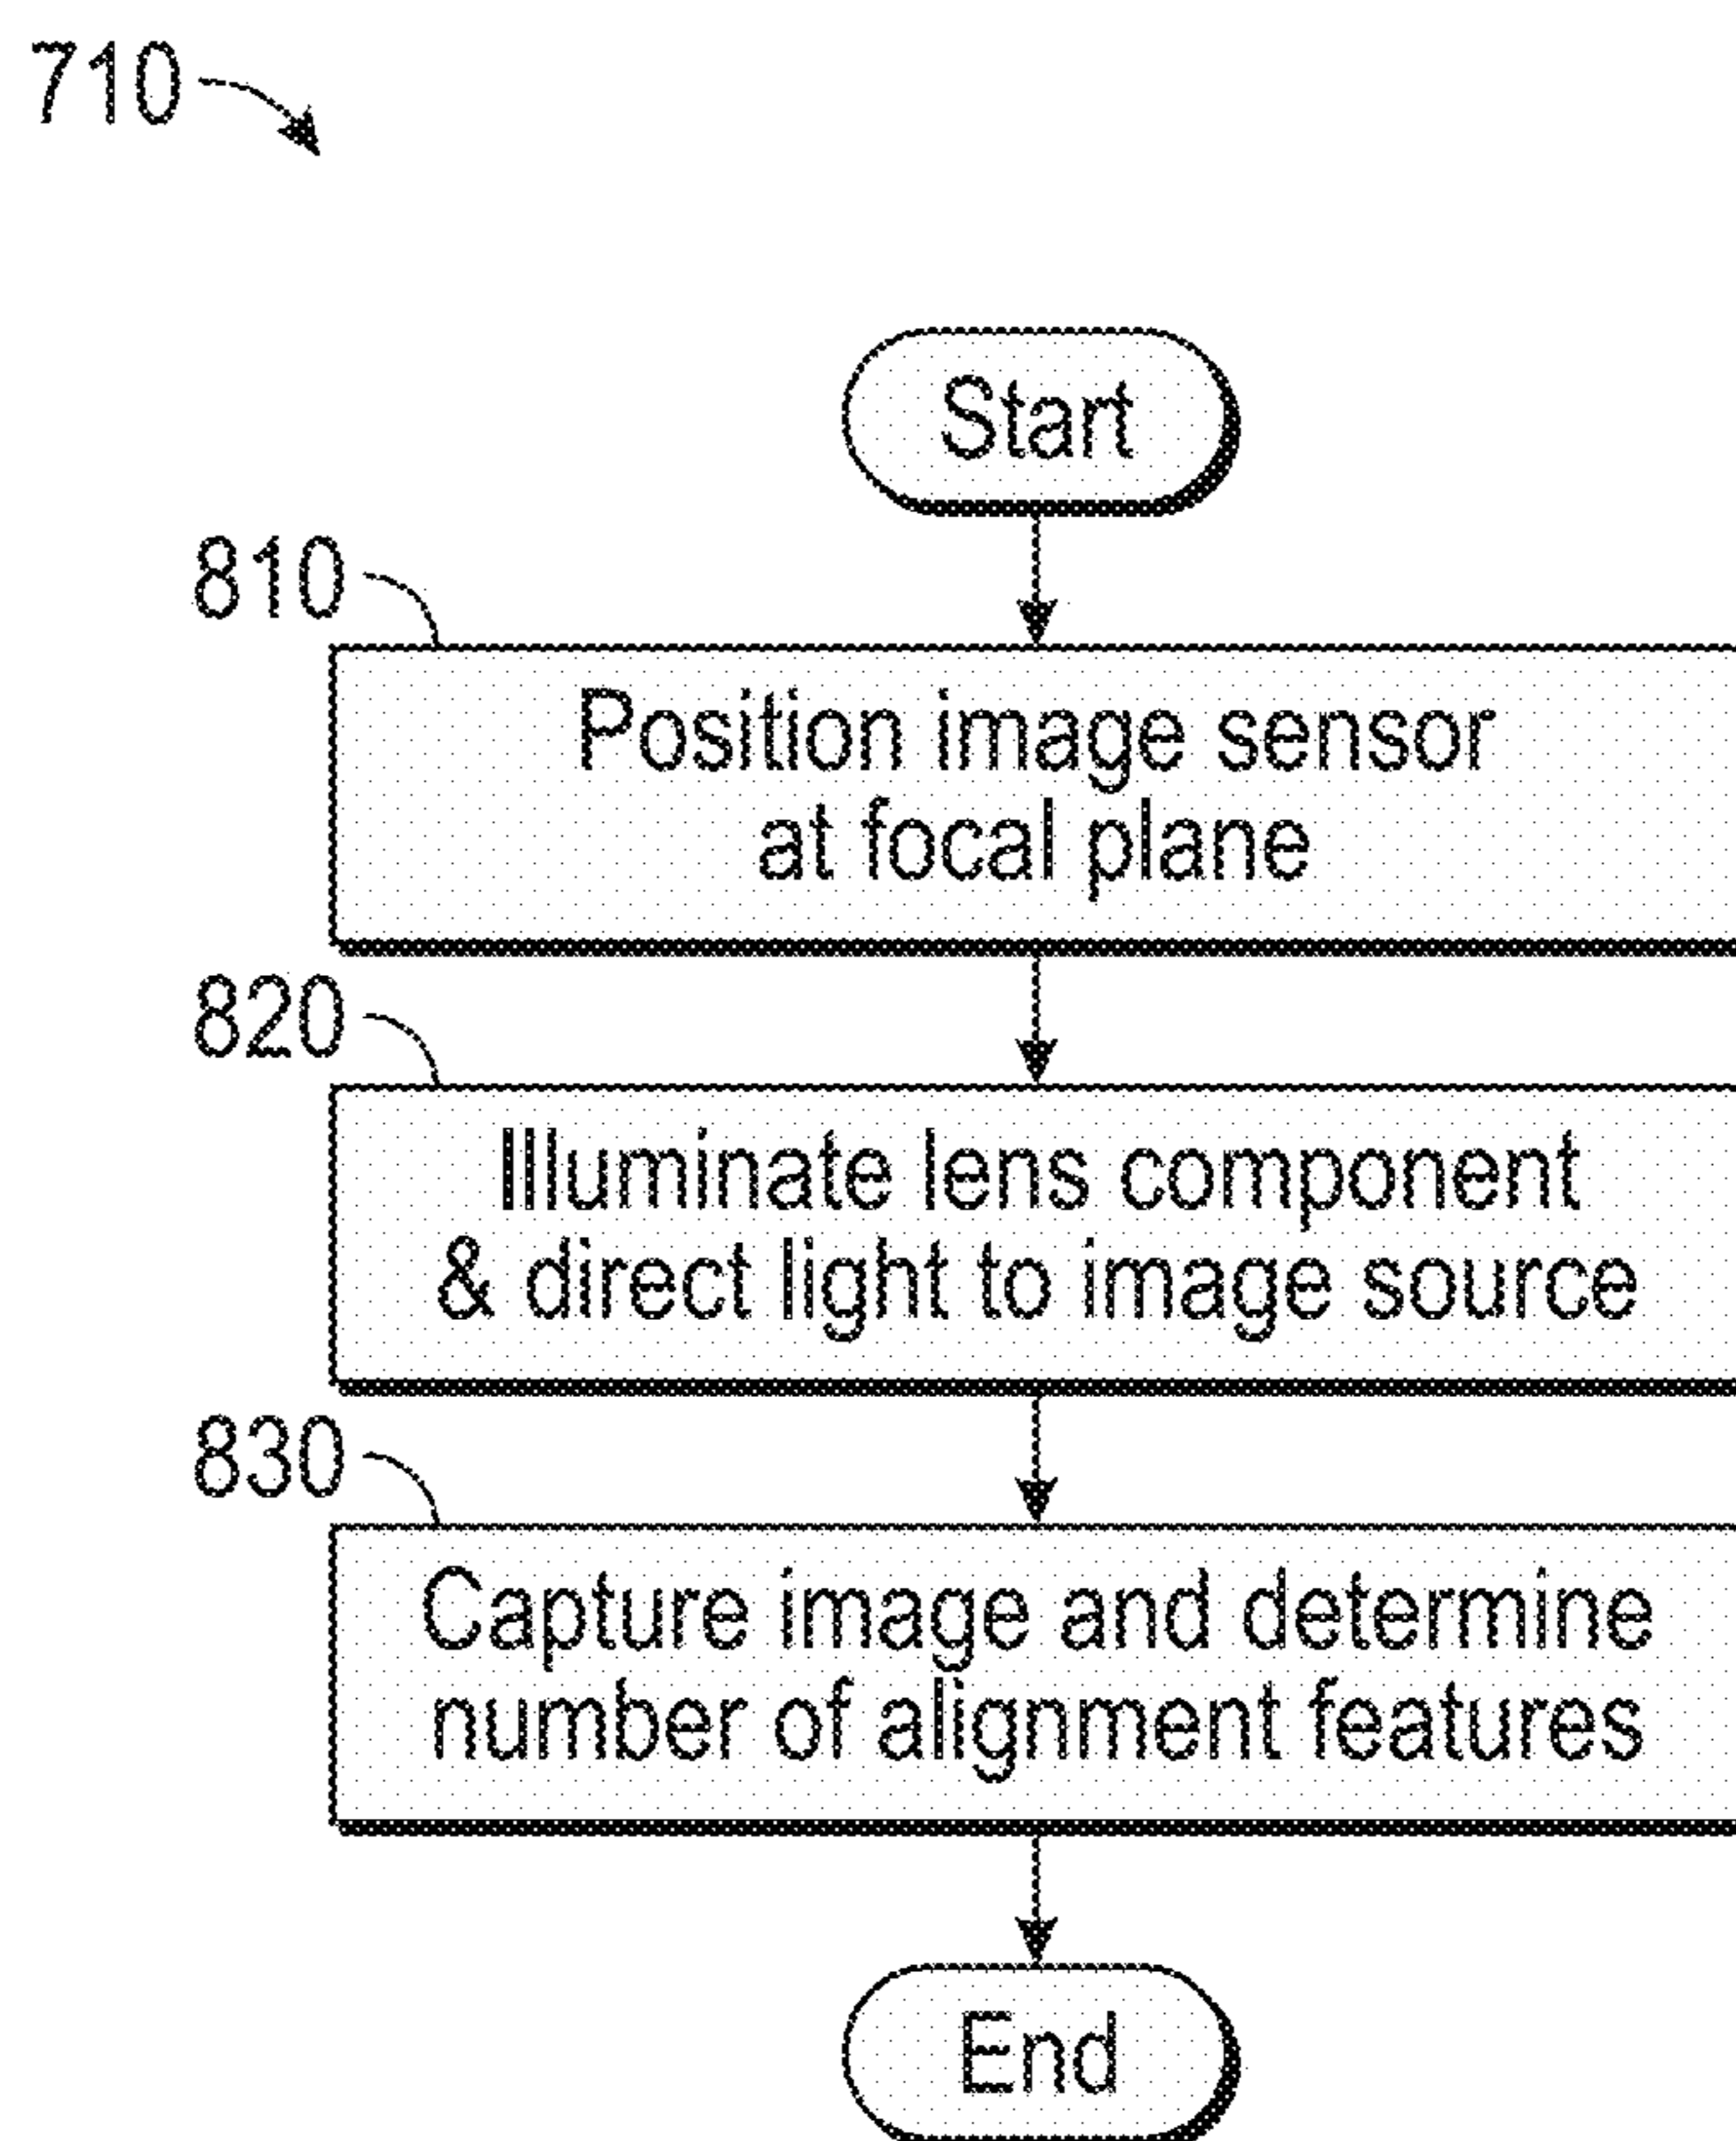 710
Start
810
Position image sensor
at focal plane
820
Illuminate lens component
& direct light to image source
830
Capture image and determine
number of alignment features
End